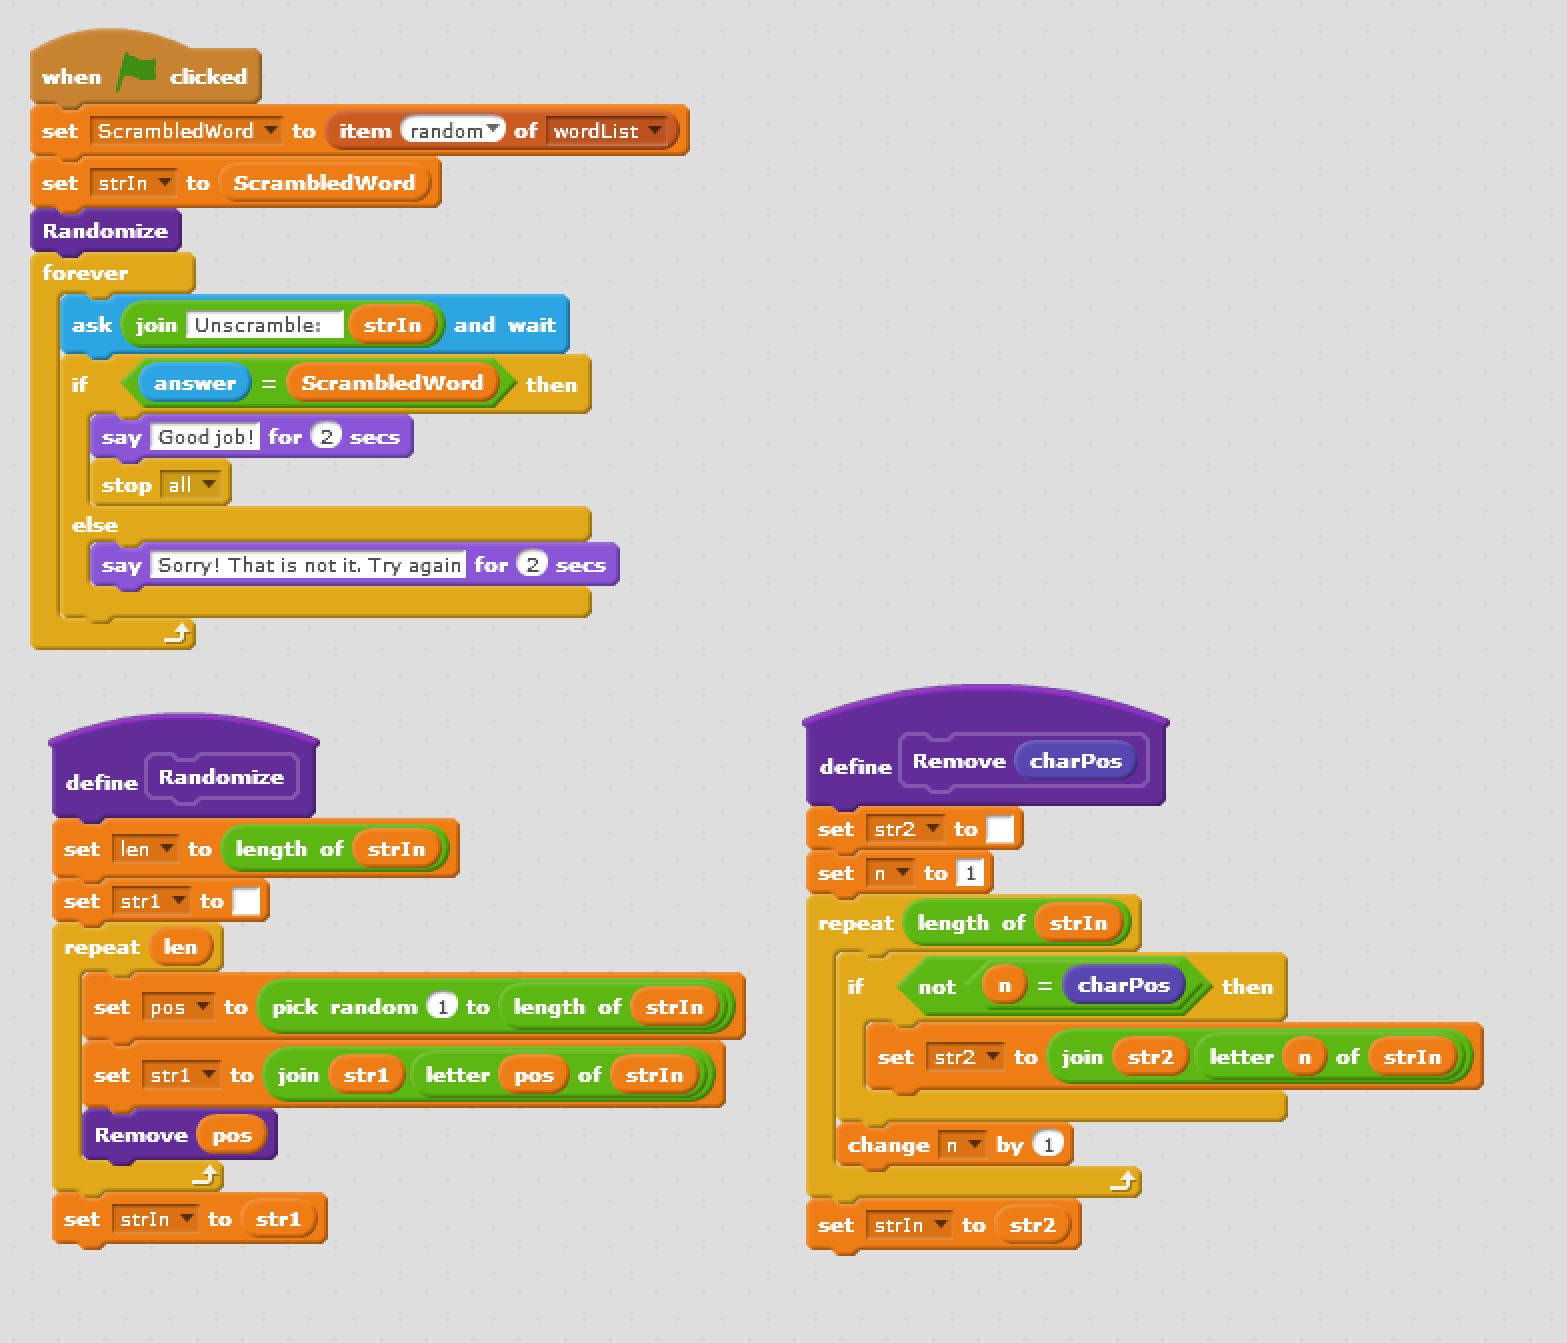 when clicked
set ScrambledWord to item random of wordList
set strIn to ScrambledWord
Randomize
forever
ask join Unscramble: strIn and wait
if answer = ScrambledWord then
say Good job! for 2 secs
stop all
else
say Sorry! That is not it. Try again for 2 secs
define Randomize
set len to length of strIn
set str1 to
repeat len
set pos to pick random 1 to length of strIn
set str1 to join str1 letter pos of strIn
Remove pos
set strIn to str1
define Remove charPos
set str2 to
set n to 1
repeat length of strIn
if not n = charPos then
set str2 to join str2 letter n of strIn
change n by 1
set strIn to str2